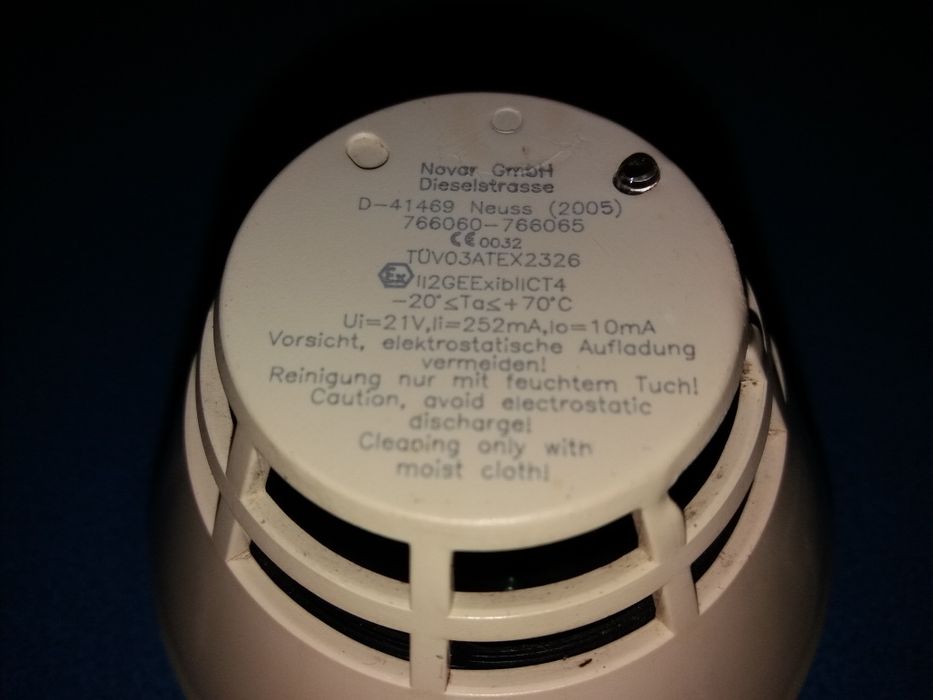 Novar GmbH
Dieselstrasse
D-41469 Neuss (2005)
766060-766065
CE 0032
TÜV03ATEX2326
Ex II2GEExibIICT4
-20°≤Ta≤+70°C
Ui=21V,Ii=252mA,Io=10mA
Vorsicht, elektrostatische Aufladung
vermeiden!
Reinigung nur mit feuchtem Tuch!
Caution, avoid electrostatic
discharge!
Cleaning only with
moist cloth!